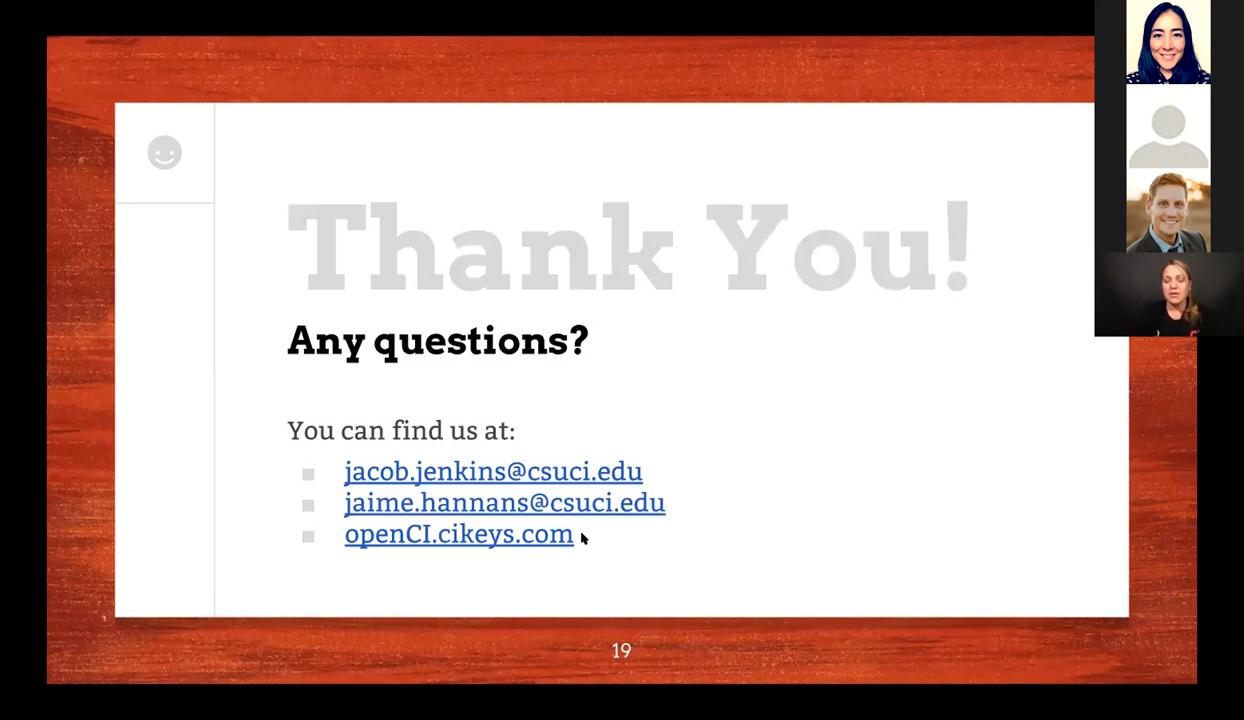 Thank You!
Any questions?
You can find us at:
jacob.jenkins@csuci.edu
jaime.hannans@csuci.edu
openCI.cikeys.com
19